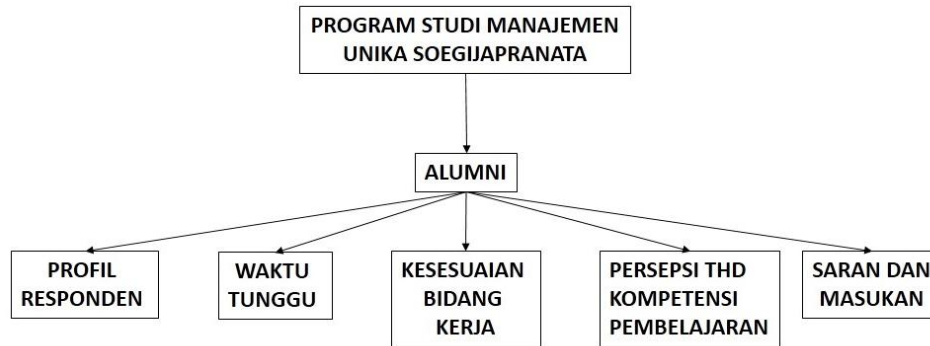 PROGRAM STUDI MANAJEMEN
UNIKA SOEGIJAPRANATA
ALUMNI
PROFIL
RESPONDEN
WAKTU
TUNGGU
KESESUAIAN
BIDANG
KERJA
PERSEPSI THD
KOMPETENSI
PEMBELAJARAN
SARAN DAN
MASUKAN